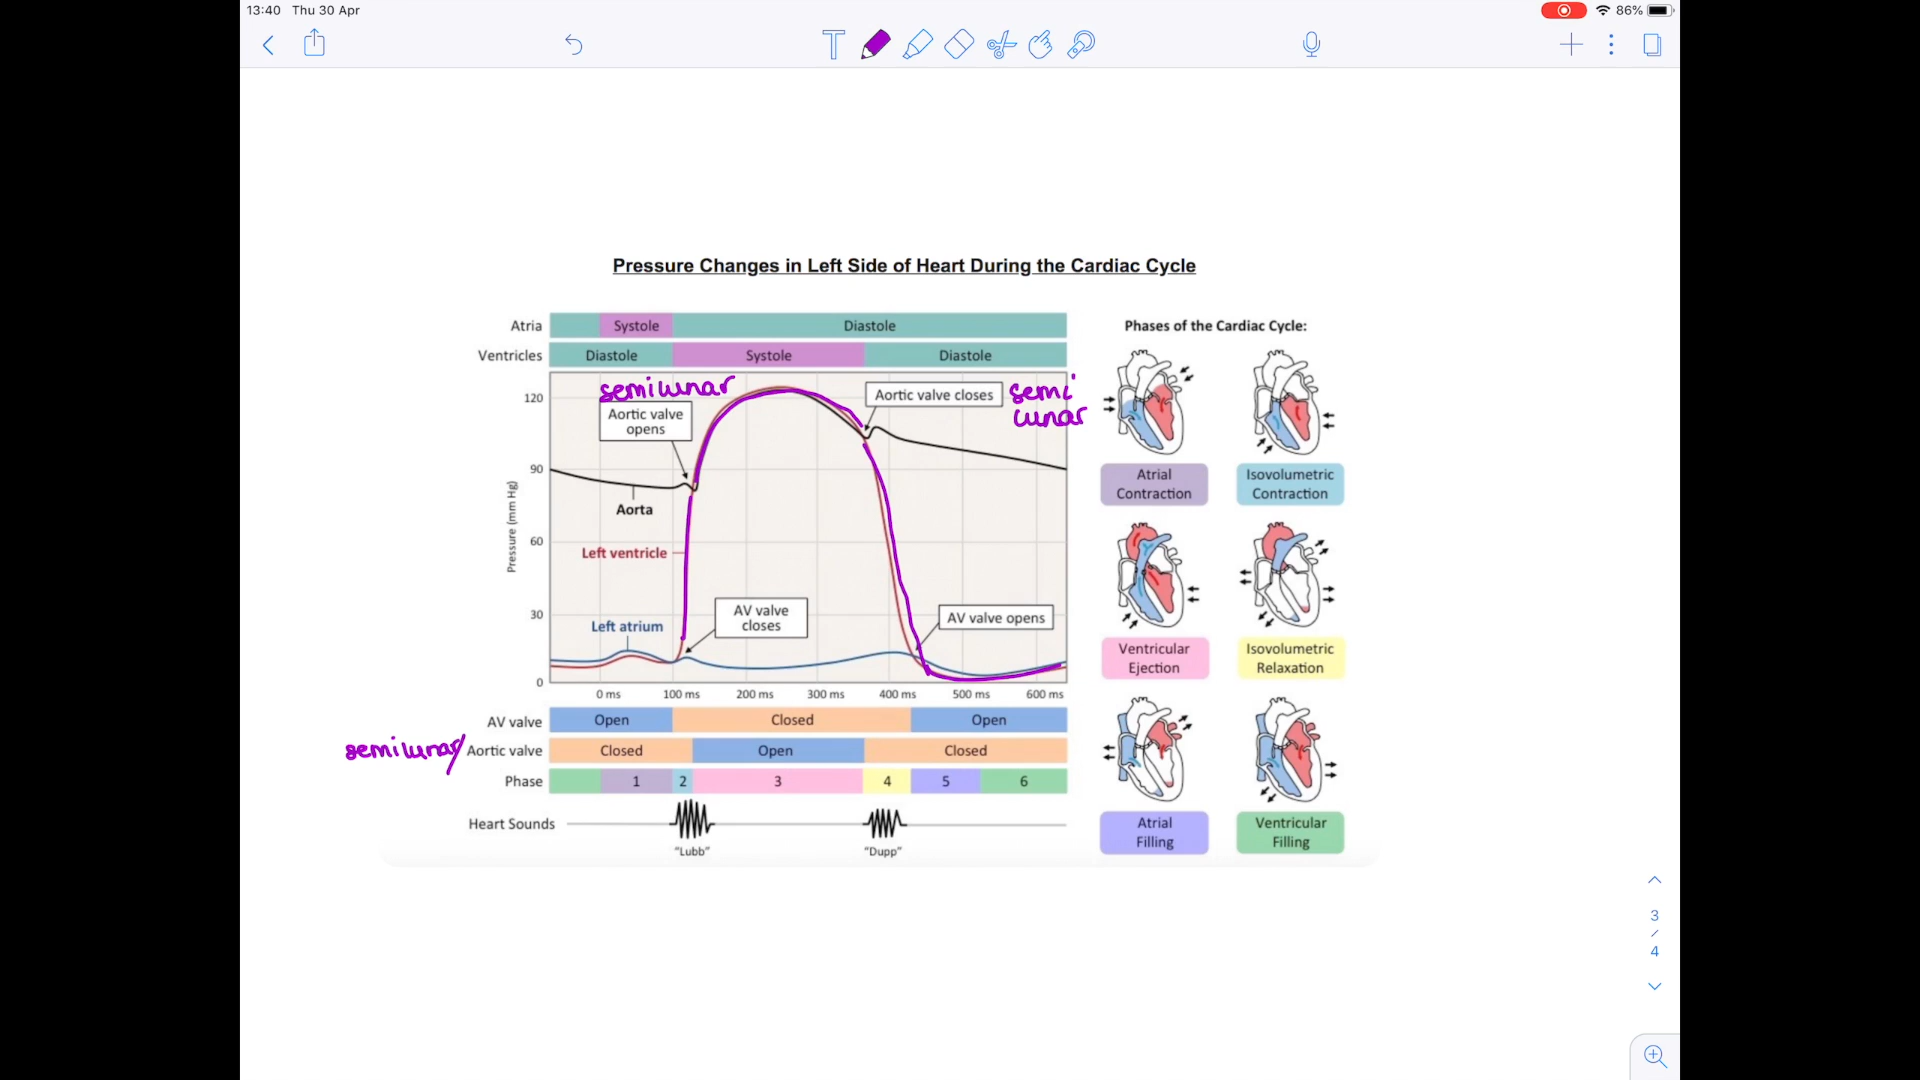 13:40 Thu 30 Apr
86%
T
Pressure Changes in Left Side of Heart During the Cardiac Cycle
Atria
Systole
Diastole
Ventricles
Diastole
Systole
Diastole
semilunar
Aortic valve
opens
Aortic valve closes
semi
lunar
120
90
60
30
0
Pressure (mm Hg)
Aorta
Left ventricle
Left atrium
AV valve
closes
AV valve opens
0 ms
100 ms
200 ms
300 ms
400 ms
500 ms
600 ms
AV valve
Open
Closed
Open
semilunar/
Aortic valve
Closed
Open
Closed
Phase
1
2
3
4
5
6
Heart Sounds
"Lubb"
"Dupp"
Phases of the Cardiac Cycle:
Atrial
Contraction
Isovolumetric
Contraction
Ventricular
Ejection
Isovolumetric
Relaxation
Atrial
Filling
Ventricular
Filling
3
/
4